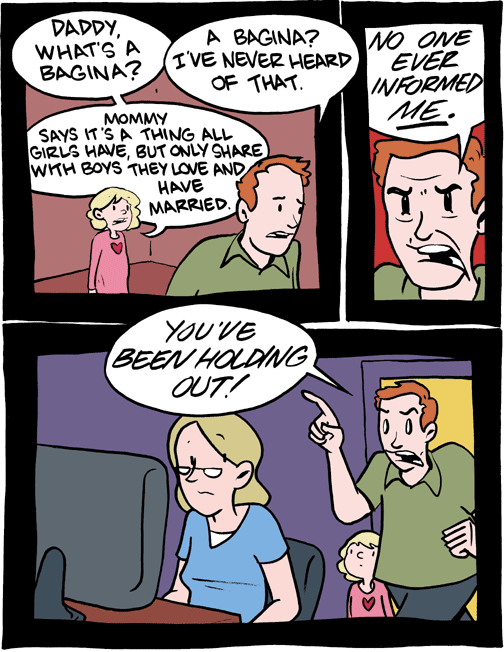 DADDY,
WHAT'S A
BAGINA?
A BAGINA?
I'VE NEVER HEARD
OF THAT.
MOMMY
SAYS IT'S A THING ALL
GIRLS HAVE, BUT ONLY SHARE
WITH BOYS THEY LOVE AND
HAVE
MARRIED.
NO ONE
EVER
INFORMED
ME.
YOU'VE
BEEN HOLDING
OUT!